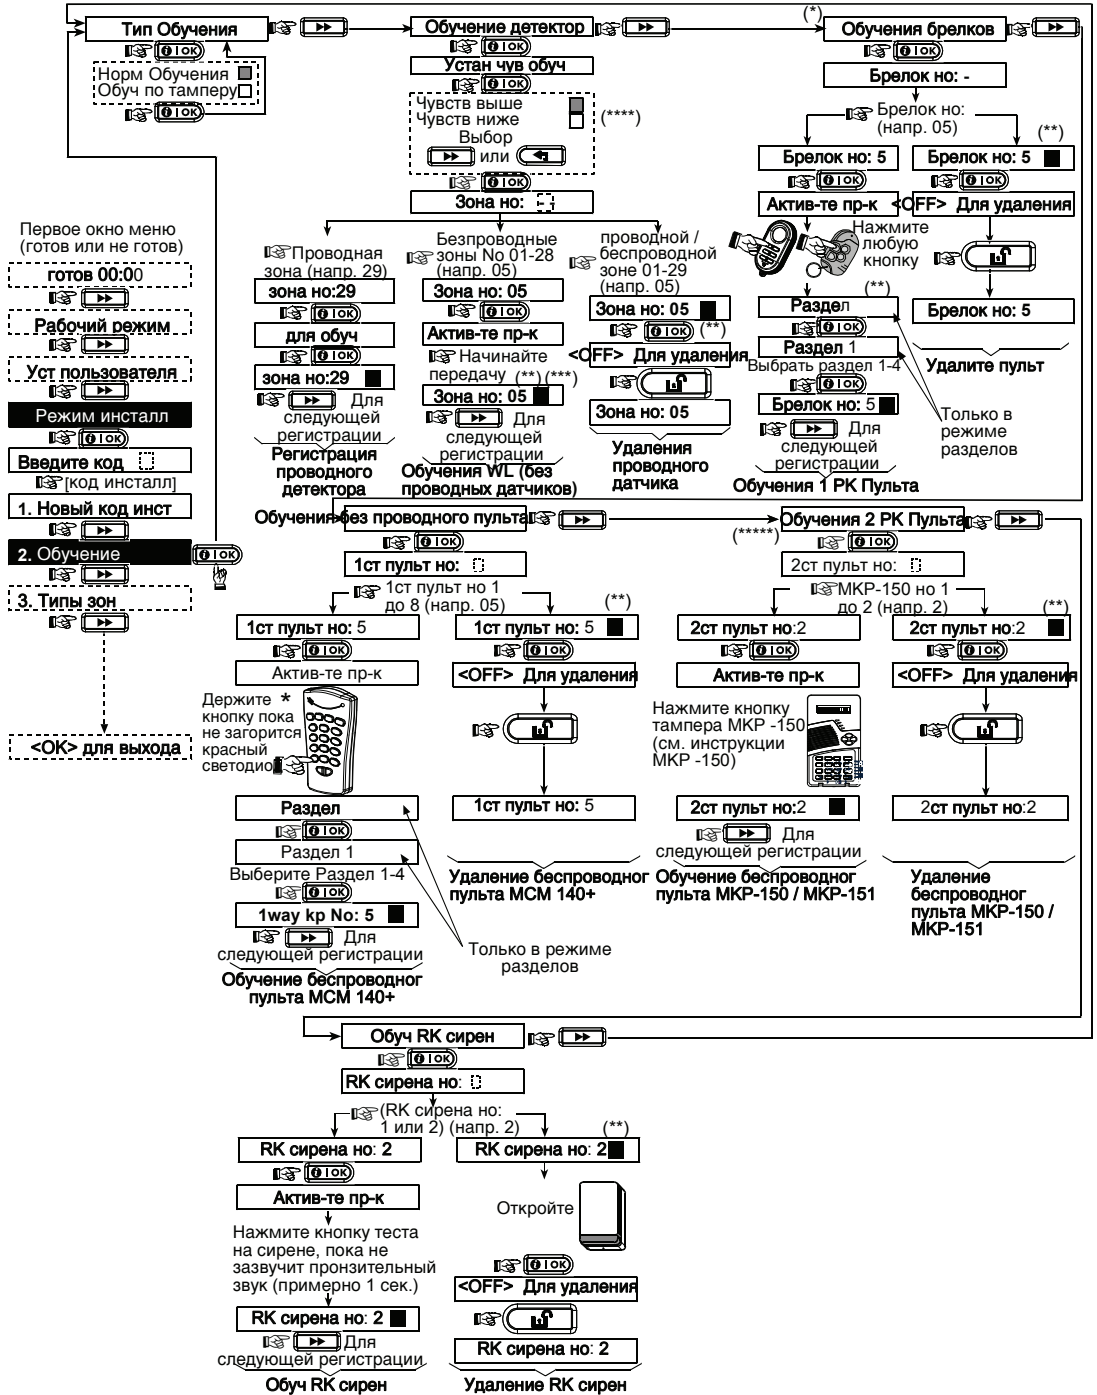 Тип Обучения
Обучение детектор
(*)
Обучения брелков
Норм Обучения
Обуч по тамперу
Устан чув обуч
Чувств выше
Чувств ниже
(****)
Выбор
или
Зона но:
Брелок но: -
Брелок но:
(напр. 05)
(**)
Брелок но: 5
Брелок но: 5
Актив-те пр-к
<OFF> Для удаления
Нажмите
любую
кнопку
(**)
Раздел
Раздел 1
Выбрать раздел 1-4
Брелок но: 5
Для
следующей
регистрации
Обучения 1 РК Пульта
Брелок но: 5
Удалите пульт
Только в
режиме
разделов
Первое окно меню
(готов или не готов)
готов 00:00
Рабочий режим
Уст пользователя
Режим инсталл
Введите код
[код инсталл]
1. Новый код инст
2. Обучение
3. Типы зон
<OK> для выхода
Проводная
зона (напр. 29)
зона но:29
для обуч
зона но:29
Для
следующей
регистрации
Регистрация
проводного
детектора
Безпроводные
зоны No 01-28
(напр. 05)
Зона но: 05
Актив-те пр-к
Начинайте
передачу (**) (***)
Зона но: 05
Для
следующей
регистрации
Обучения WL (без
проводных датчиков)
проводной /
беспроводной
зоне 01-29
(напр. 05)
Зона но: 05
(**)
<OFF> Для удаления
Зона но: 05
Удаления
проводного
датчика
Обучения без проводного пульта
(*****)
Обучения 2 РК Пульта
1ст пульт но:
1ст пульт но 1
до 8 (напр. 05)
(**)
1ст пульт но: 5
1ст пульт но: 5
Актив-те пр-к
<OFF> Для удаления
Держите *
кнопку пока
не загорится
красный
светодио
Раздел
Раздел 1
Выберите Раздел 1-4
1way kp No: 5
Для
следующей регистрации
Обучение беспроводног
пульта МСМ 140+
1ст пульт но: 5
Удаление беспроводног
пульта МСМ 140+
Только в режиме
разделов
2ст пульт но:
МКР-150 но 1
до 2 (напр. 2)
(**)
2ст пульт но:2
2ст пульт но:2
Актив-те пр-к
<OFF> Для удаления
Нажмите кнопку
тампера МКР -150
(см. инструкции
МКР -150)
2ст пульт но:2
Для
следующей регистрации
Обучение беспроводног
пульта МКР-150 / МКР-151
2ст пульт но:2
Удаление
беспроводног
пульта МКР-150 /
МКР-151
Обуч RK сирен
RK сирена но:
(RK сирена но:
1 или 2) (напр. 2)
(**)
RK сирена но: 2
RK сирена но: 2
Актив-те пр-к
Нажмите кнопку теста
на сирене, пока не
зазвучит пронзительный
звук (примерно 1 сек.)
RK сирена но: 2
Для
следующей регистрации
Обуч RK сирен
Откройте
<OFF> Для удаления
RK сирена но: 2
Удаление RK сирен